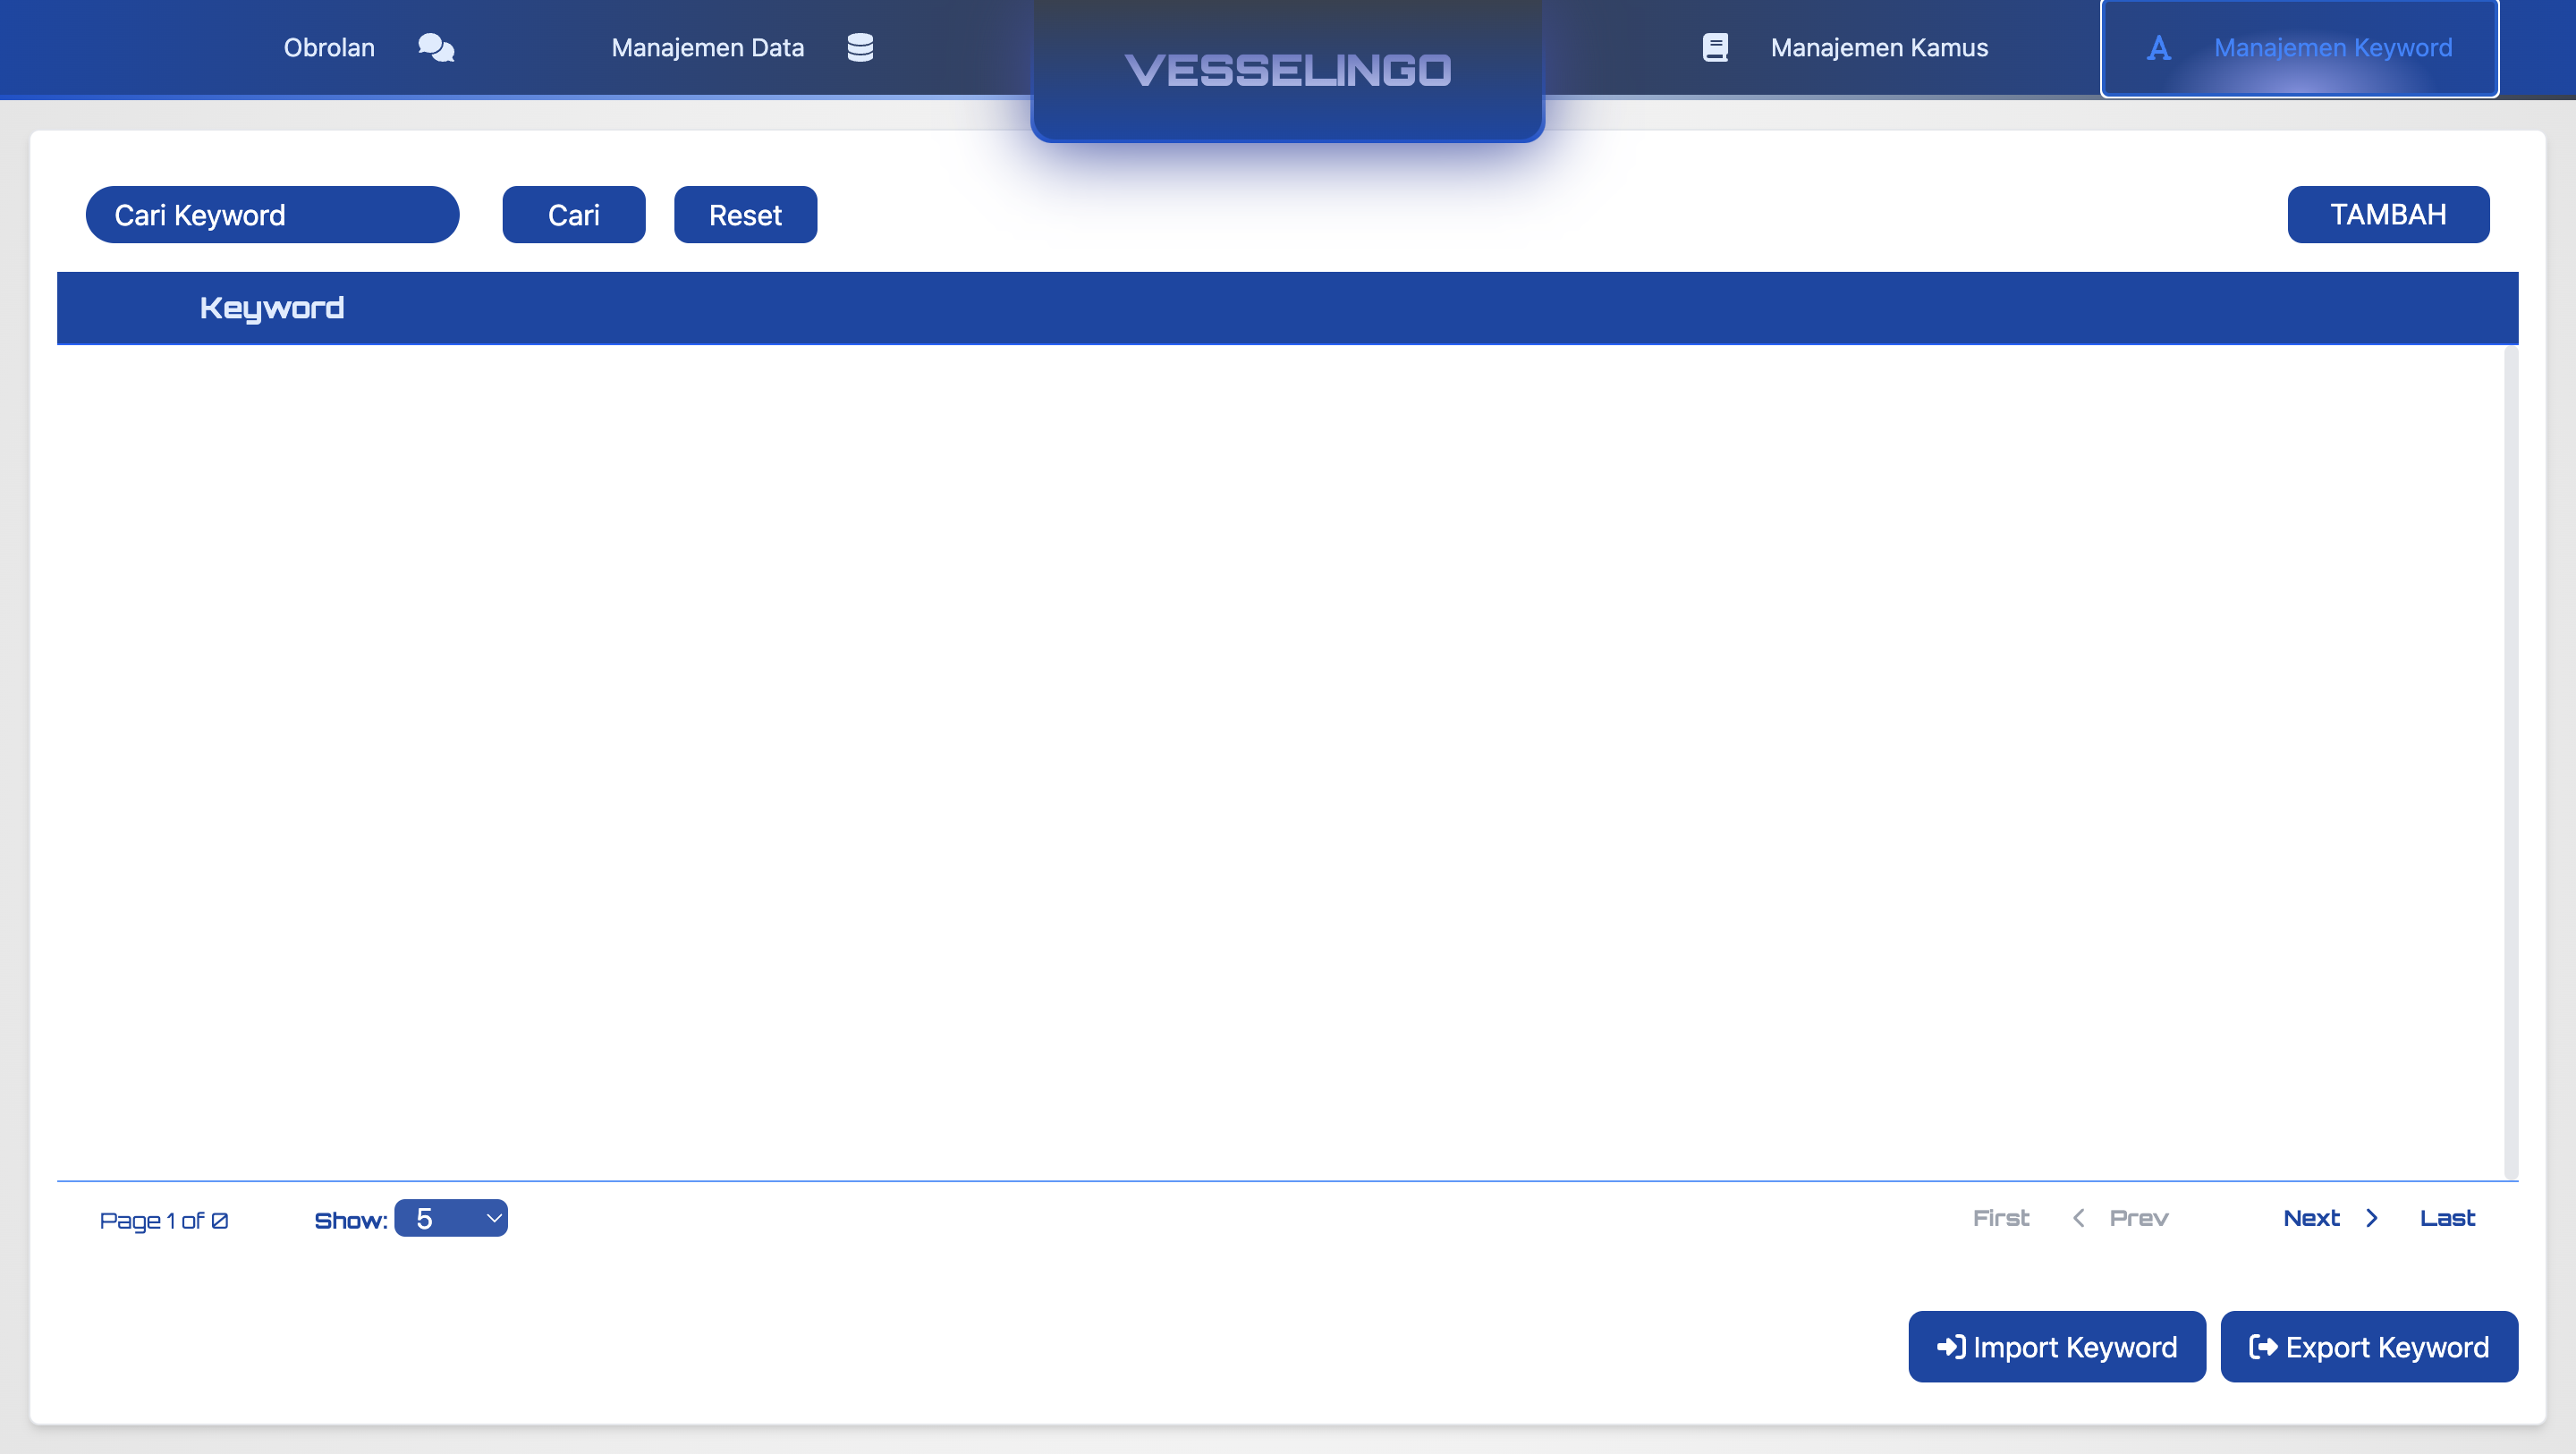 Obrolan
Manajemen Data
VESSELINGO
Manajemen Kamus
Manajemen Keyword
Cari Keyword
Cari
Reset
TAMBAH
Keyword
Page 1 of 0
Show: 5
First
Prev
Next
Last
Import Keyword
Export Keyword